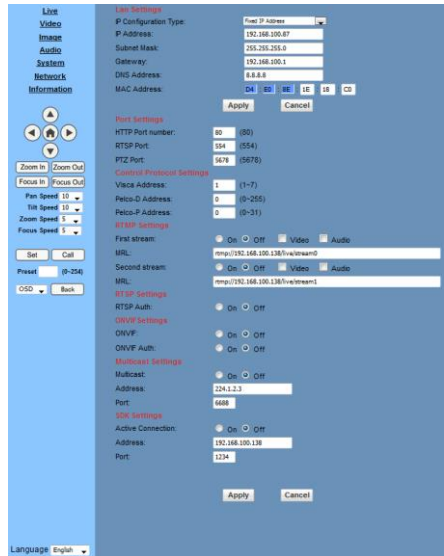 Live
Video
Image
Audio
System
Network
Information
Zoom In Zoom Out
Focus In Focus Out
Pan Speed 10
Tilt Speed 10
Zoom Speed 5
Focus Speed 5
Set Call
Preset (0~254)
OSD Back
Language English
Lan Settings
IP Configuration Type: Fixed IP Address
IP Address: 192.168.100.87
Subnet Mask: 255.255.255.0
Gateway: 192.168.100.1
DNS Address: 8.8.8.8
MAC Address: D4 : E0 : 8E : 1E : 18 : C0
Apply Cancel
Port Settings
HTTP Port number: 80 (80)
RTSP Port: 554 (554)
PTZ Port: 5678 (5678)
Control Protocol Settings
Visca Address: 1 (1~7)
Pelco-D Address: 0 (0~255)
Pelco-P Address: 0 (0~31)
RTMP Settings
First stream: On Off Video Audio
MRL: rtmp://192.168.100.138/live/stream0
Second stream: On Off Video Audio
MRL: rtmp://192.168.100.138/live/stream1
RTSP Settings
RTSP Auth: On Off
ONVIFSettings
ONVIF: On Off
ONVIF Auth: On Off
Multicast Settings
Multicast: On Off
Address: 224.1.2.3
Port: 6688
SDK Settings
Active Connection: On Off
Address: 192.168.100.138
Port: 1234
Apply Cancel